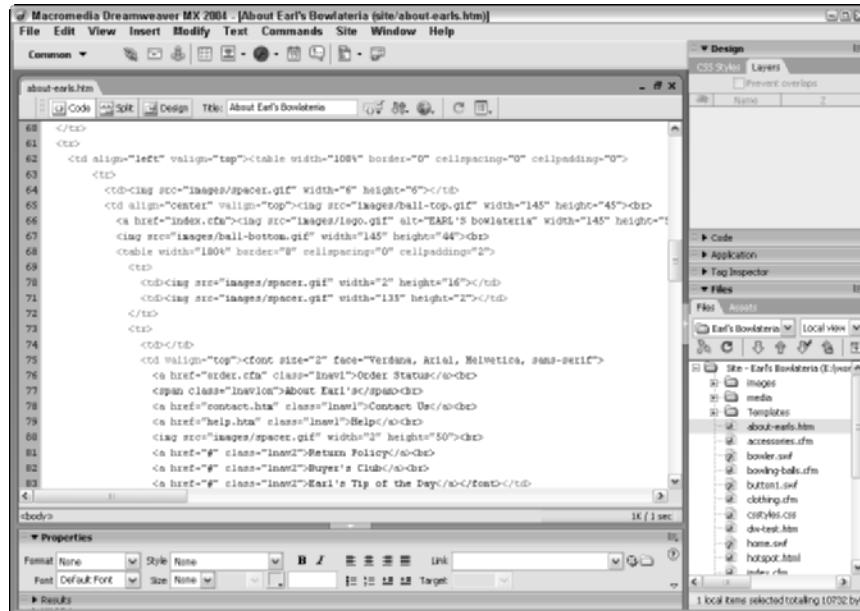 Macromedia Dreamweaver MX 2004 - [About Earl's Bowlateria (site/about-earls.htm)]
File Edit View Insert Modify Text Commands Site Window Help
Common
about-earls.htm
Code Split Design Title: About Earl's Bowlateria
60 </tr>
61 <tr>
62 <td align="left" valign="top"><table width="100%" border="0" cellspacing="0" cellpadding="0">
63 <tr>
64 <td><img src="images/spacer.gif" width="6" height="6"></td>
65 <td align="center" valign="top"><img src="images/ball-top.gif" width="145" height="45"><br>
66 <a href="index.cfm"><img src="images/logo.gif" alt="EARL'S bowlateria" width="145" height="5
67 <img src="images/ball-bottom.gif" width="145" height="44"><br>
68 <table width="100%" border="0" cellspacing="0" cellpadding="2">
69 <tr>
70 <td><img src="images/spacer.gif" width="2" height="16"></td>
71 <td><img src="images/spacer.gif" width="135" height="2"></td>
72 </tr>
73 <tr>
74 <td></td>
75 <td valign="top"><font size="2" face="Verdana, Arial, Helvetica, sans-serif">
76 <a href="order.cfm" class="lnav1">Order Status</a><br>
77 <span class="lnav1on">About Earl's</span><br>
78 <a href="contact.htm" class="lnav1">Contact Us</a><br>
79 <a href="help.htm" class="lnav1">Help</a><br>
80 <img src="images/spacer.gif" width="2" height="50"><br>
81 <a href="#" class="lnav2">Return Policy</a><br>
82 <a href="#" class="lnav2">Buyer's Club</a><br>
83 <a href="#" class="lnav2">Earl's Tip of the Day</a></font></td>
<body>
1K / 1 sec
Properties
Format None Style None B I Link
Font Default Font Size None Target
Results
Design
CSS Styles Layers
Prevent overlaps
Name Z
Code
Application
Tag Inspector
Files
Files Assets
Earl's Bowlateria Local view
Site - Earl's Bowlateria (E:\
images
media
Templates
about-earls.htm
accessories.cfm
bowler.swf
bowling-balls.cfm
button1.swf
clothing.cfm
csstyles.css
dw-test.htm
home.swf
hotspot.html
index.cfm
1 local items selected totalling 10732 by